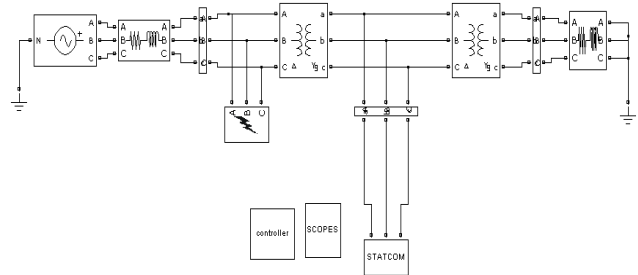 A A A A A A a A a A A A
N + B B B B B B b B b B B B
C C C C C C Δ Yg c C Δ Yg c C C C
A B C A B C
controller
SCOPES
STATCOM